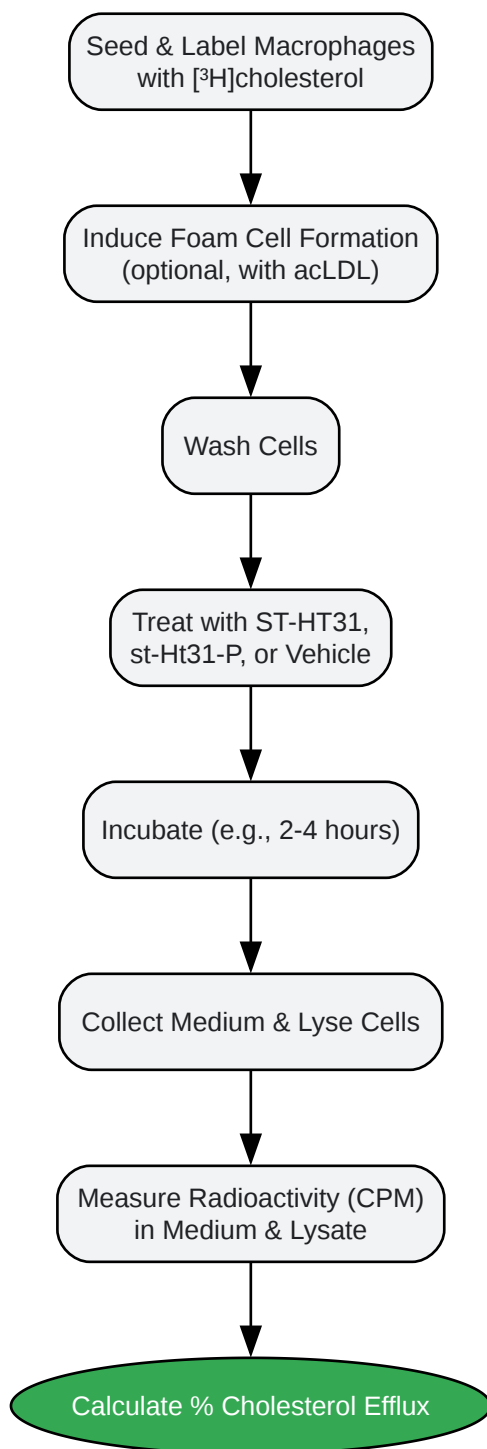 Seed & Label Macrophages
with [³H]cholesterol
Induce Foam Cell Formation
(optional, with acLDL)
Wash Cells
Treat with ST-HT31,
st-Ht31-P, or Vehicle
Incubate (e.g., 2-4 hours)
Collect Medium & Lyse Cells
Measure Radioactivity (CPM)
in Medium & Lysate
Calculate % Cholesterol Efflux